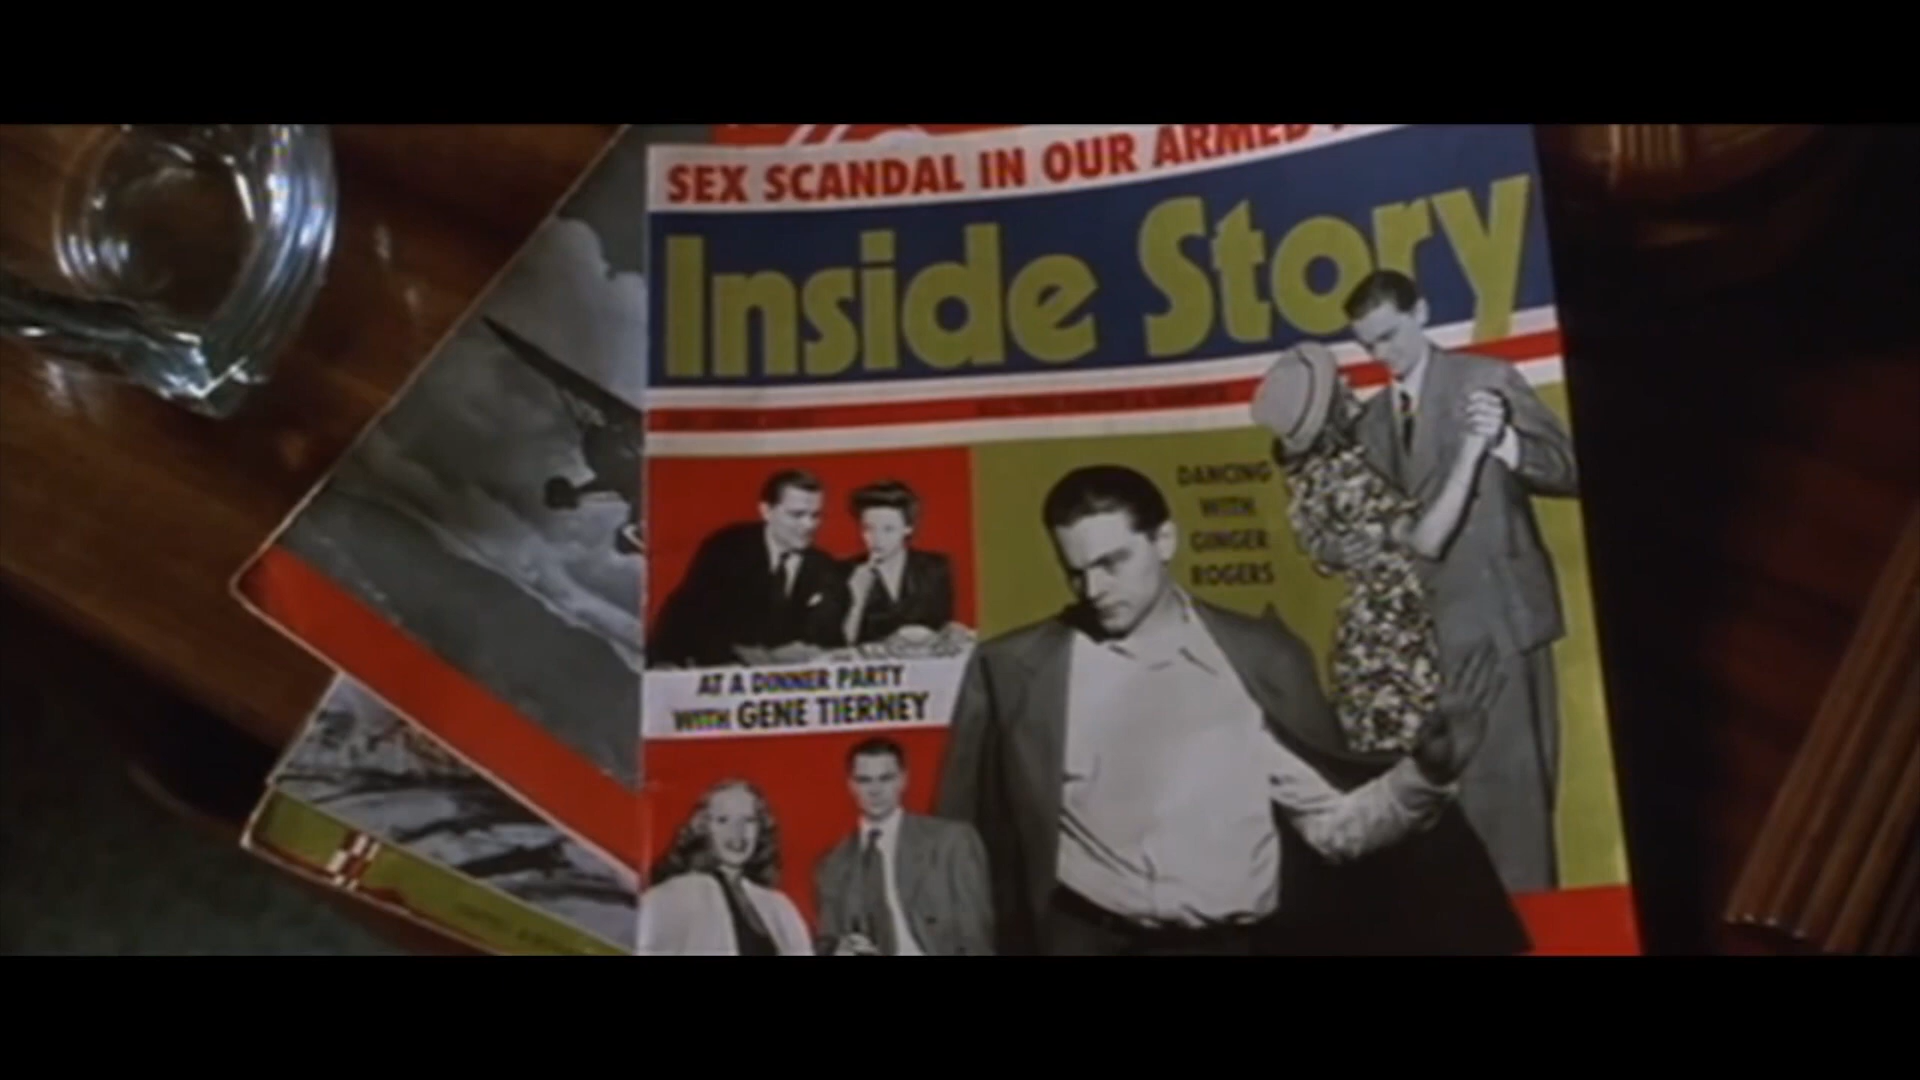 SEX SCANDAL IN OUR ARMED
Inside Story
DANCING
WITH
GINGER
ROGERS
AT A DINNER PARTY
WITH GENE TIERNEY